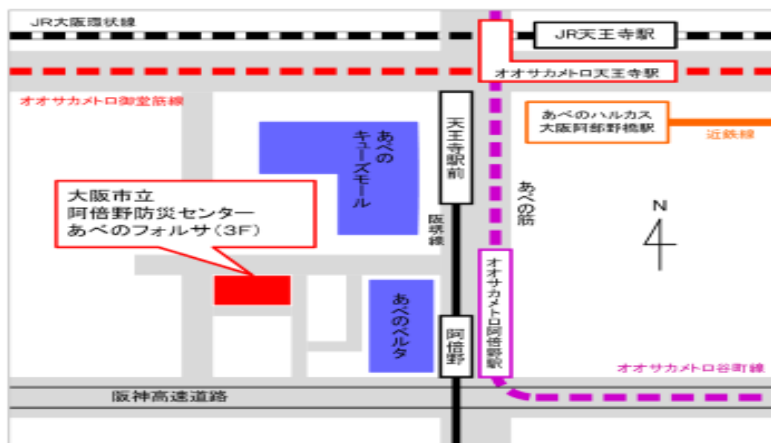 JR大阪環状線
JR天王寺駅
オオサカメトロ天王寺駅
オオサカメトロ御堂筋線
あべの
キューズモール
天王寺駅前
あべのハルカス
大阪阿部野橋駅
近鉄線
大阪市立
阿倍野防災センター
あべのフォルサ(3F)
阪堺線
あべの筋
N
オオサカメトロ阿倍野駅
あべのベルタ
阿倍野
オオサカメトロ谷町線
阪神高速道路